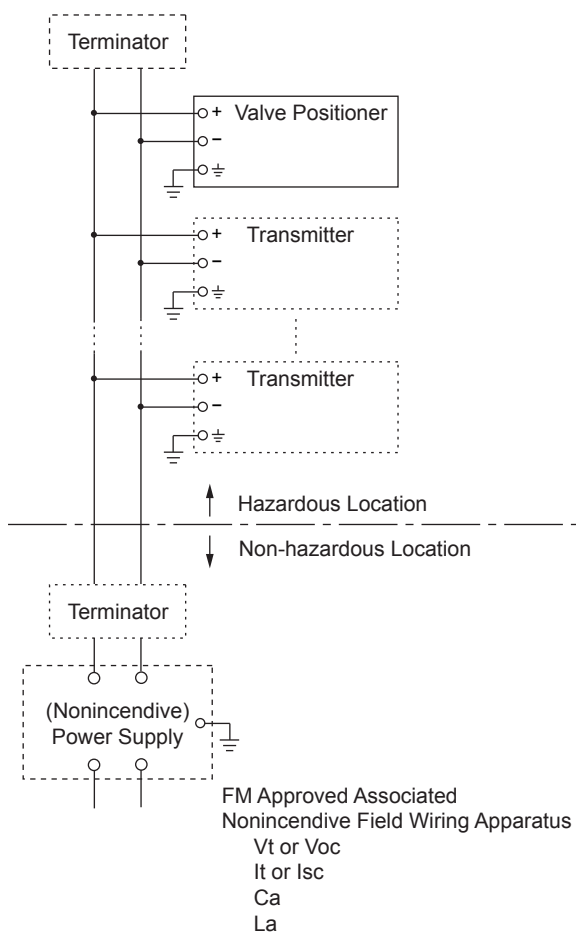 Terminator
+ Valve Positioner
−
+ Transmitter
−
+ Transmitter
−
Hazardous Location
Non-hazardous Location
Terminator
(Nonincendive)
Power Supply
FM Approved Associated
Nonincendive Field Wiring Apparatus
Vt or Voc
It or Isc
Ca
La